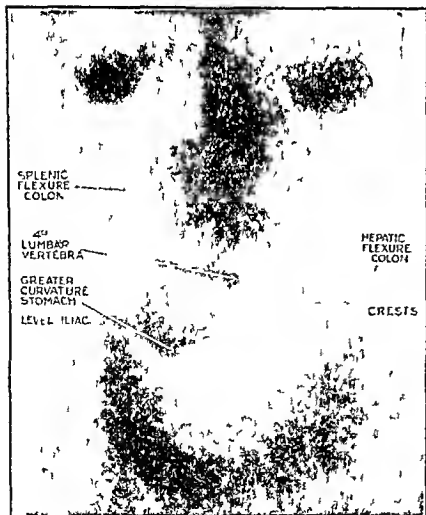 SPLENIC
FLEXURE
COLON
4th
LUMBAR
VERTEBRA
GREATER
CURVATURE
STOMACH
LEVEL ILIAC
HEPATIC
FLEXURE
COLON
CRESTS